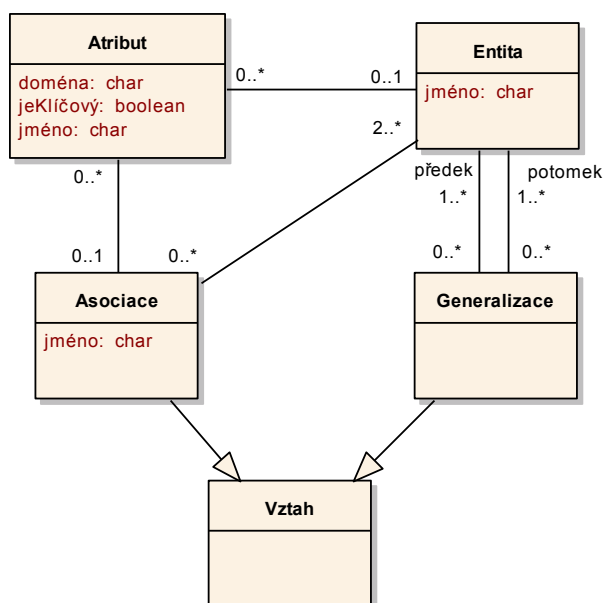 Atribut
doména: char
jeKlíčový: boolean
jméno: char
Entita
jméno: char
0..*
0..1
2..*
0..*
předek
potomek
1..*
1..*
0..1
0..*
0..*
0..*
Asociace
jméno: char
Generalizace
Vztah